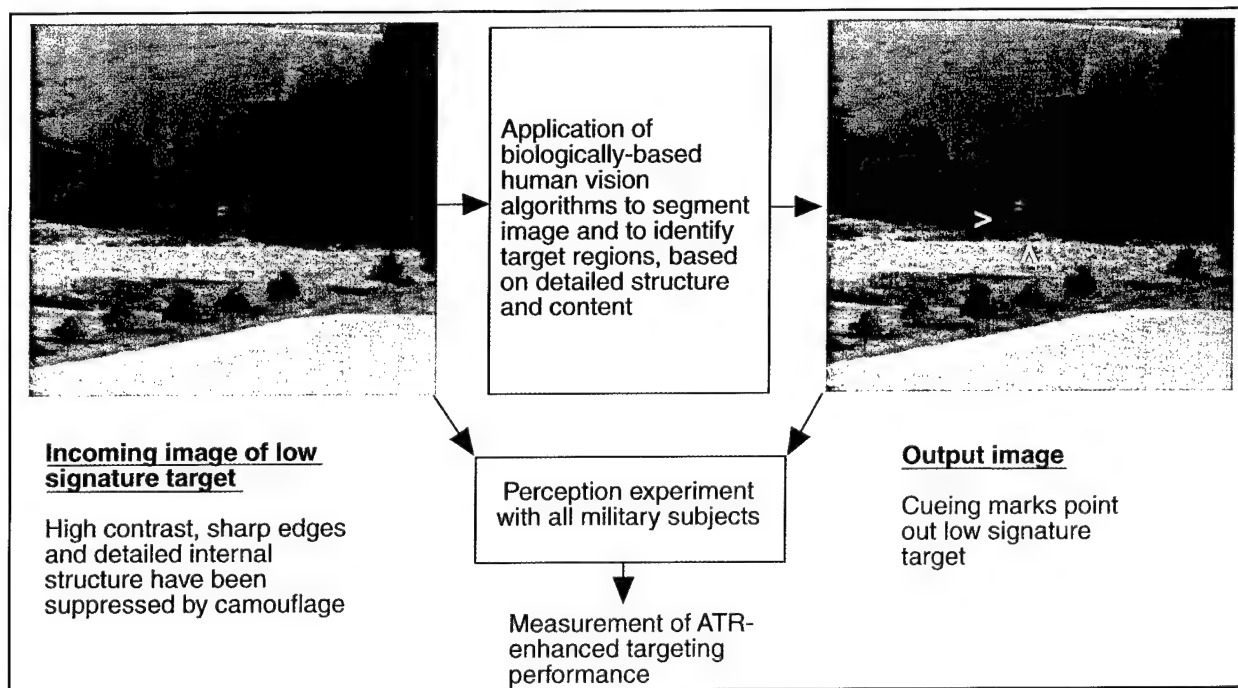 Application of
biologically-based
human vision
algorithms to segment
image and to identify
target regions, based
on detailed structure
and content
>
^
Incoming image of low
signature target
High contrast, sharp edges
and detailed internal
structure have been
suppressed by camouflage
Perception experiment
with all military subjects
Measurement of ATR-
enhanced targeting
performance
Output image
Cueing marks point
out low signature
target